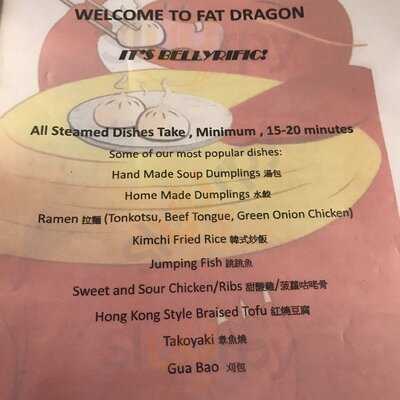 WELCOME TO FAT DRAGON
IT'S BELLYRIFIC!
All Steamed Dishes Take , Minimum , 15-20 minutes
Some of our most popular dishes:
Hand Made Soup Dumplings 湯包
Home Made Dumplings 水餃
Ramen 拉麵 (Tonkotsu, Beef Tongue, Green Onion Chicken)
Kimchi Fried Rice 韓式炒飯
Jumping Fish 跳跳魚
Sweet and Sour Chicken/Ribs 甜酸雞/菠蘿咕咾骨
Hong Kong Style Braised Tofu 紅燒豆腐
Takoyaki 章魚燒
Gua Bao 刈包